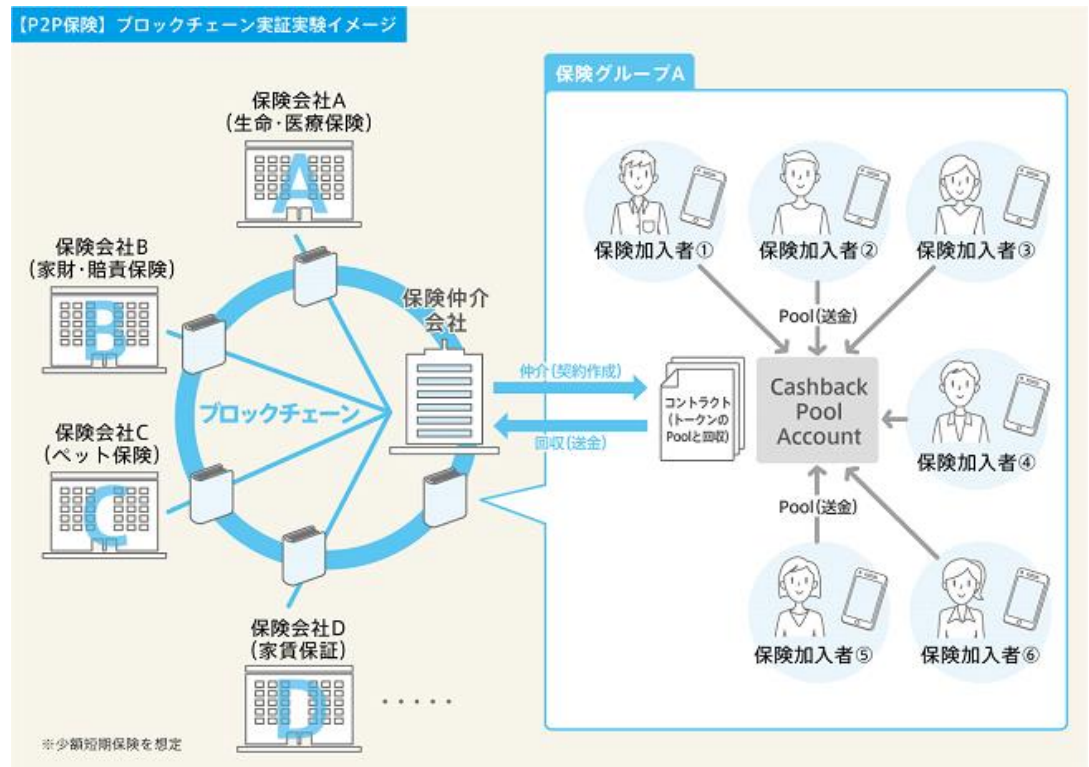 【P2P保険】ブロックチェーン実証実験イメージ
保険会社A
(生命・医療保険)
A
保険会社B
(家財・賠責保険)
B
保険会社C
(ペット保険)
C
保険会社D
(家賃保証)
D
・・・・・
※少額短期保険を想定
ブロックチェーン
保険仲介
会社
仲介(契約作成)
回収(送金)
保険グループA
保険加入者①
保険加入者②
保険加入者③
Pool(送金)
コントラクト
(トークンの
Poolと回収)
Cashback
Pool
Account
保険加入者④
Pool(送金)
保険加入者⑤
保険加入者⑥